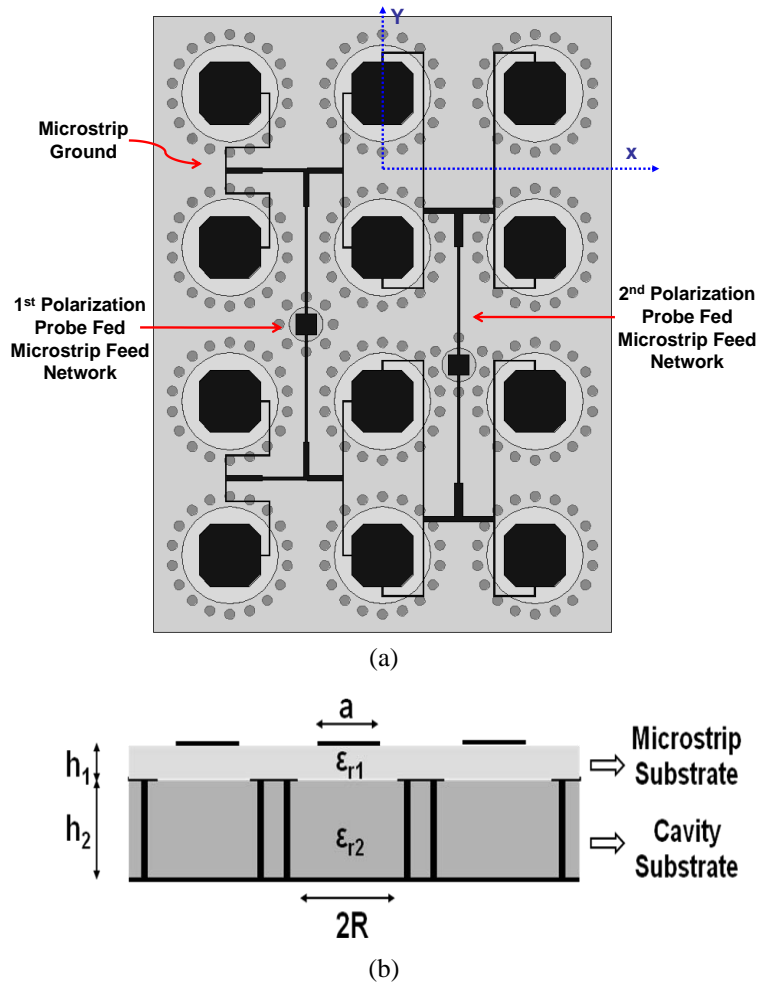 Y
x
Microstrip
Ground
1st Polarization
Probe Fed
Microstrip Feed
Network
2nd Polarization
Probe Fed
Microstrip Feed
Network
(a)
a
h1
εr1
Microstrip
Substrate
h2
εr2
Cavity
Substrate
2R
(b)